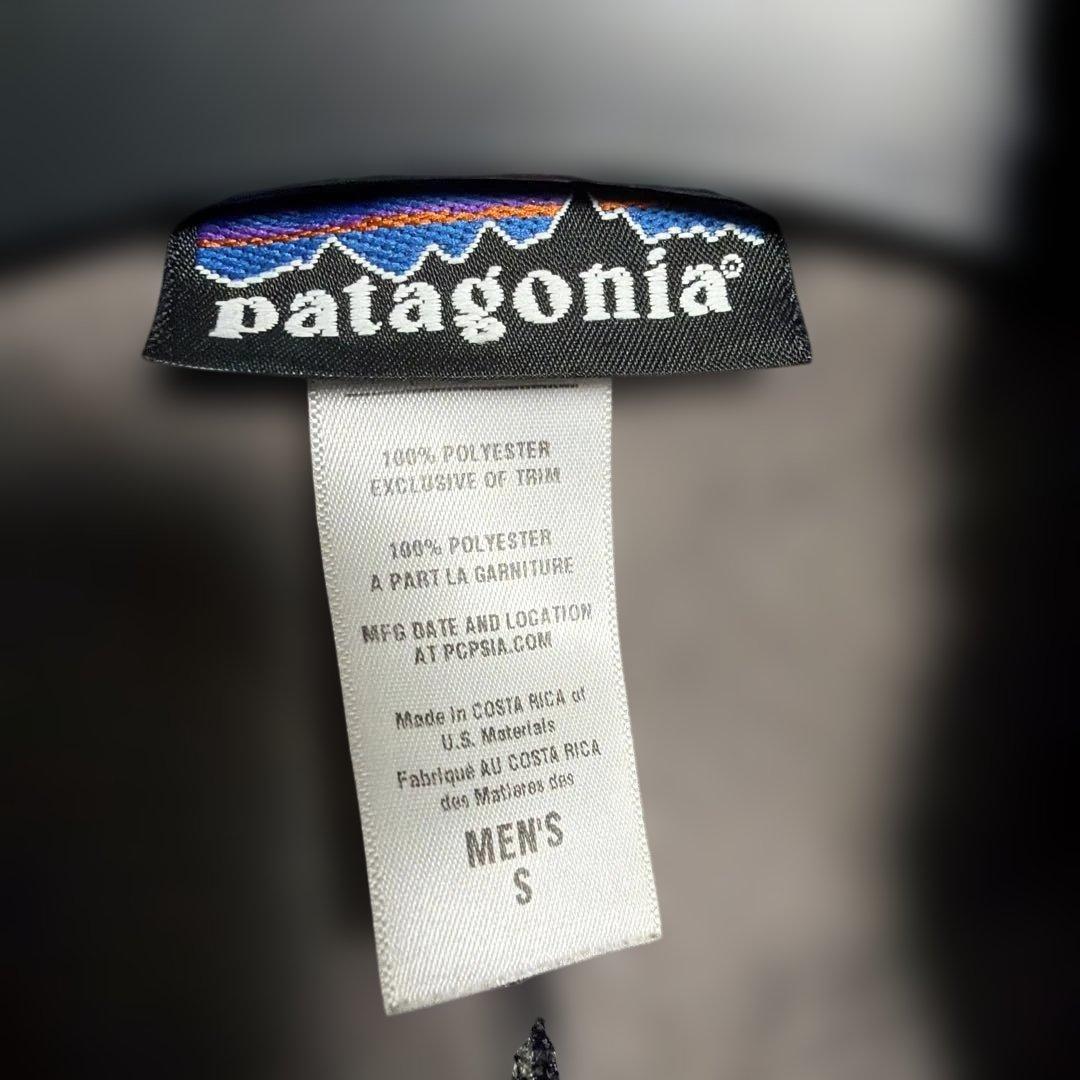 patagonia®
100% POLYESTER
EXCLUSIVE OF TRIM
100% POLYESTER
A PART LA GARNITURE
MFG DATE AND LOCATION
AT PCPSIA.COM
Made in COSTA RICA of
U.S. Materials
Fabriqué AU COSTA RICA
des Matieres des
MEN'S
S